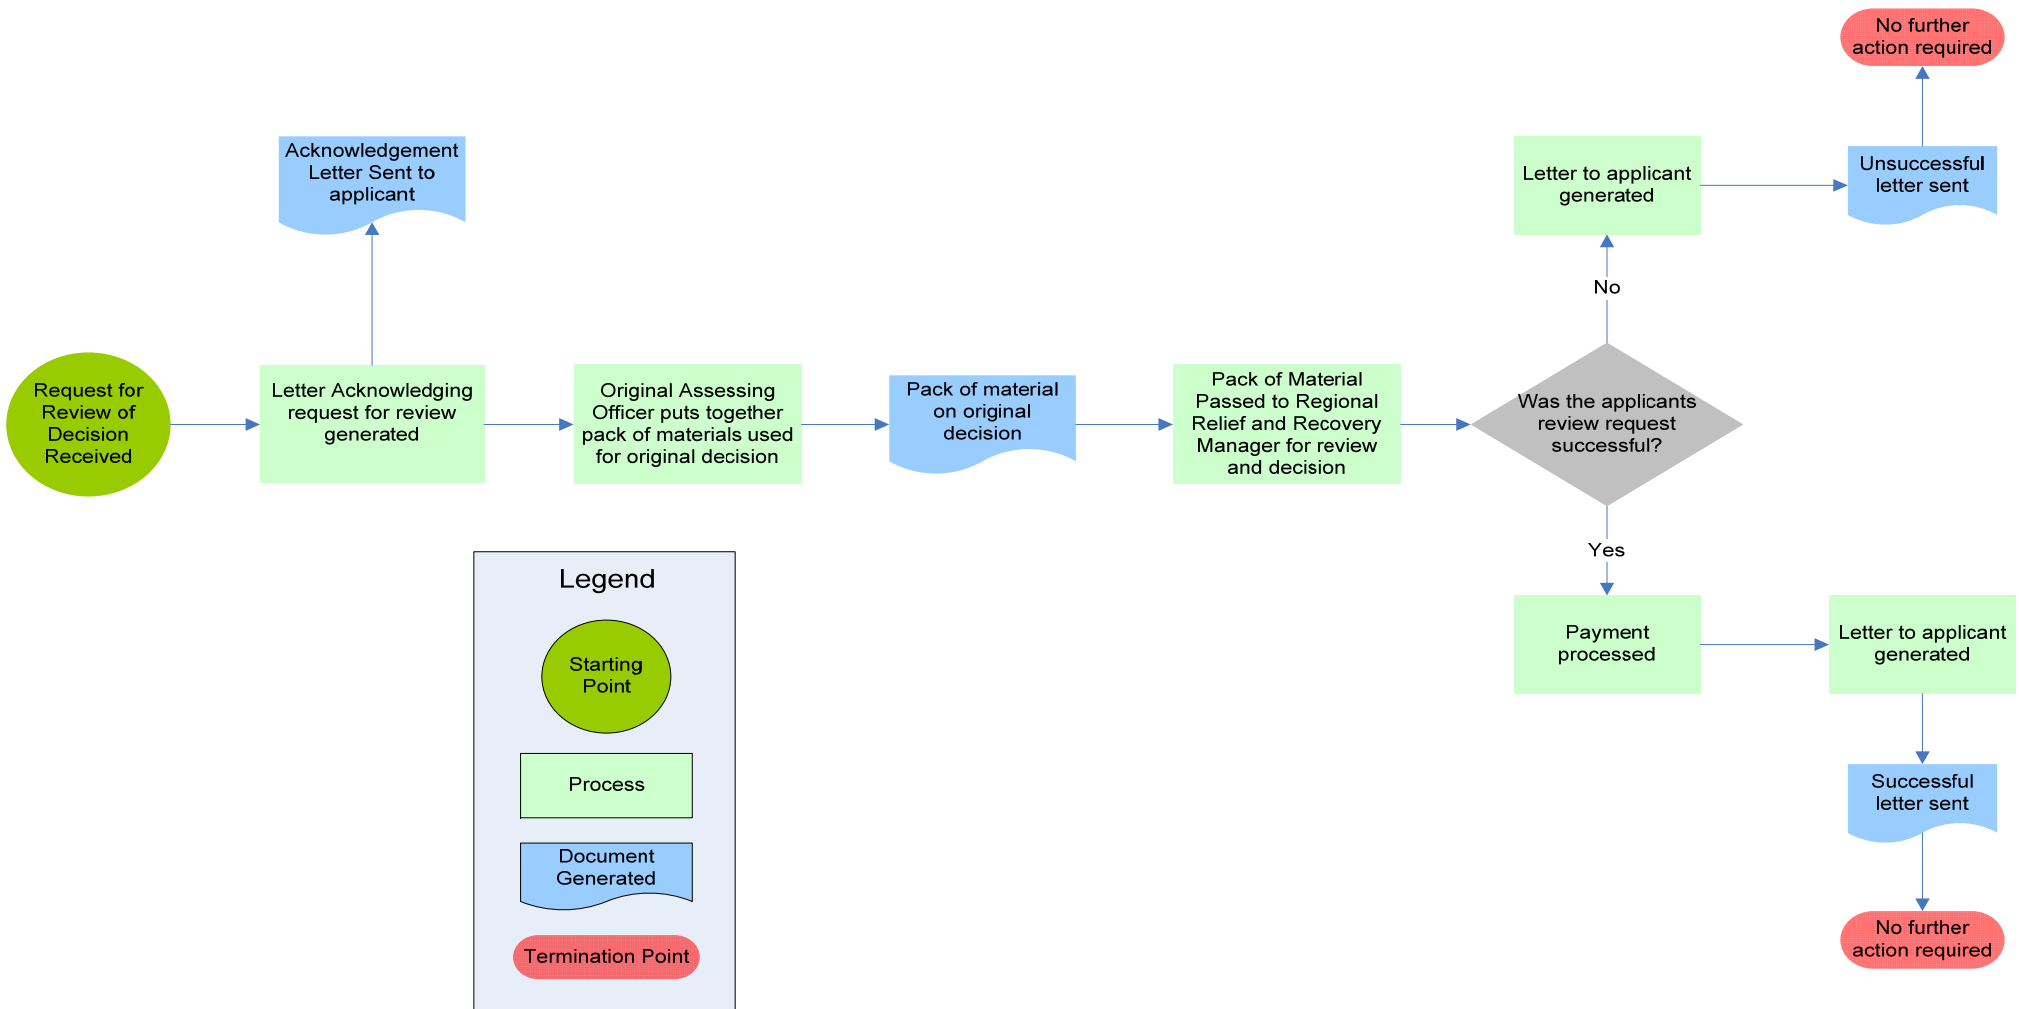 No further
action required
Acknowledgement
Letter Sent to
applicant
Letter to applicant
generated
Unsuccessful
letter sent
No
Request for
Review of
Decision
Received
Letter Acknowledging
request for review
generated
Original Assessing
Officer puts together
pack of materials used
for original decision
Pack of material
on original
decision
Pack of Material
Passed to Regional
Relief and Recovery
Manager for review
and decision
Was the applicants
review request
successful?
Yes
Payment
processed
Letter to applicant
generated
Successful
letter sent
No further
action required
Legend
Starting
Point
Process
Document
Generated
Termination Point